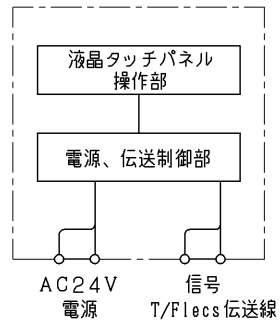 液晶タッチパネル
操作部
電源、伝送制御部
AC24V
電源
信号
T/Flecs伝送線